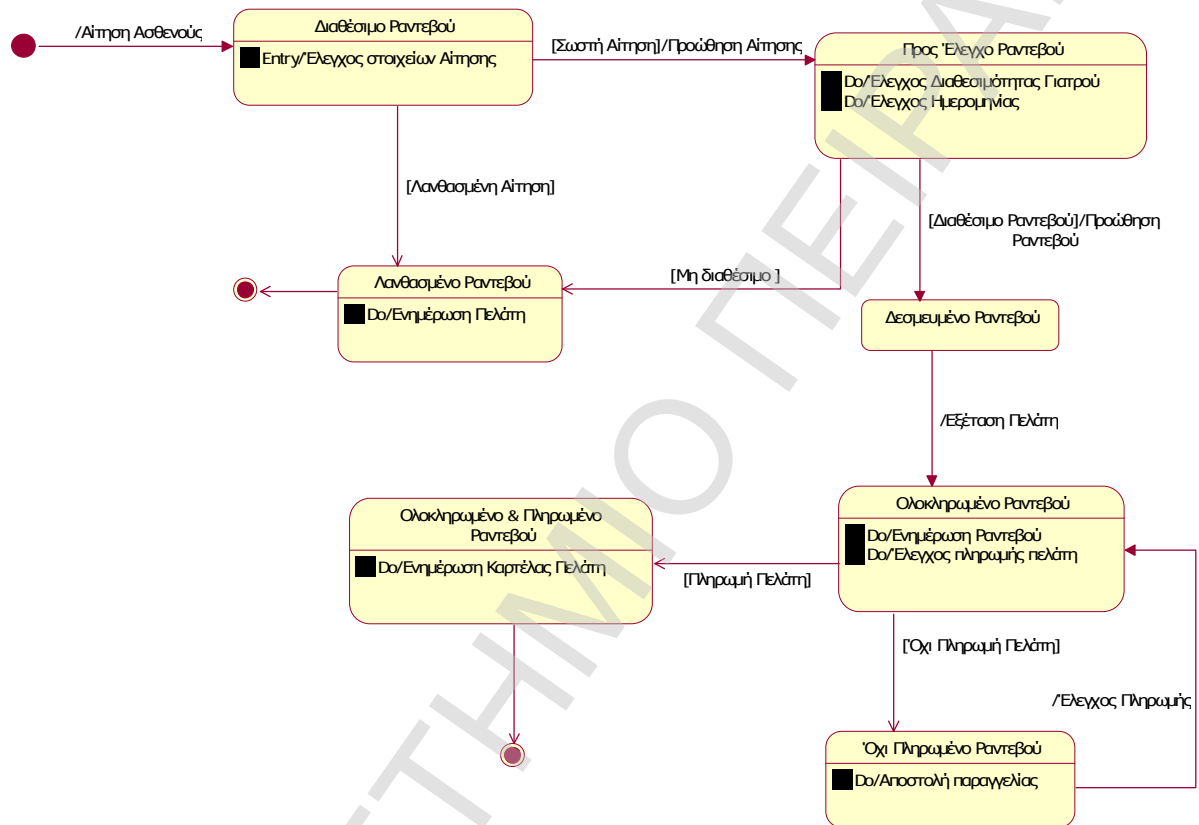 /Αίτηση Ασθενούς
Διαθέσιμο Ραντεβού
Entry/Έλεγχος στοιχείων Αίτησης
[Σωστή Αίτηση]/Προώθηση Αίτησης
Προς Έλεγχο Ραντεβού
Do/Έλεγχος Διαθεσιμότητας Γιατρού
Do/Έλεγχος Ημερομηνίας
[Λανθασμένη Αίτηση]
[Διαθέσιμο Ραντεβού]/Προώθηση
Ραντεβού
[Μη διαθέσιμο ]
Λανθασμένο Ραντεβού
Do/Ενημέρωση Πελάτη
Δεσμευμένο Ραντεβού
/Εξέταση Πελάτη
Ολοκληρωμένο Ραντεβού
Do/Ενημέρωση Ραντεβού
Do/Έλεγχος πληρωμής πελάτη
Ολοκληρωμένο & Πληρωμένο
Ραντεβού
Do/Ενημέρωση Καρτέλας Πελάτη
[Πληρωμή Πελάτη]
[Όχι Πληρωμή Πελάτη]
/Έλεγχος Πληρωμής
Όχι Πληρωμένο Ραντεβού
Do/Αποστολή παραγγελίας
ΣΤΗΜΙΟ ΠΕΙΡΑ